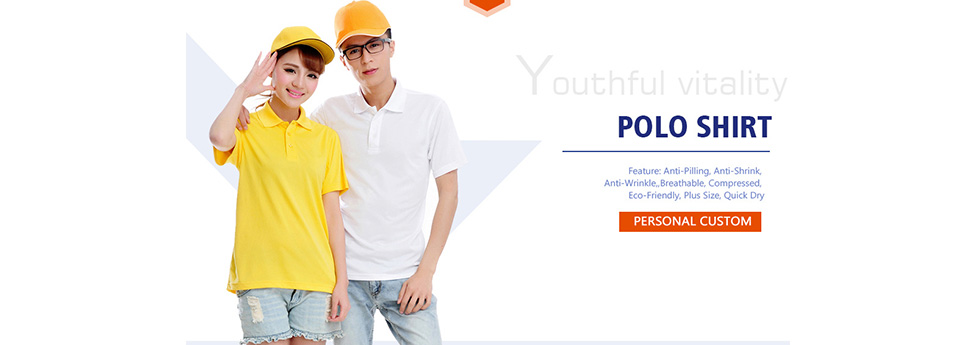 Youthful vitality
POLO SHIRT
Feature: Anti-Pilling, Anti-Shrink,
Anti-Wrinkle,,Breathable, Compressed,
Eco-Friendly, Plus Size, Quick Dry
PERSONAL CUSTOM